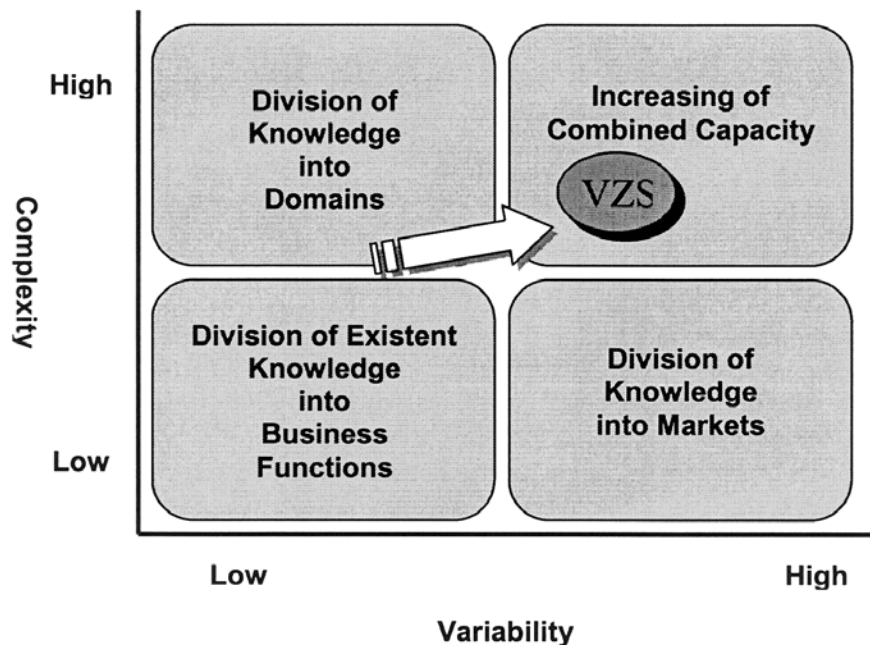 High
Division of
Knowledge
into
Domains
Increasing of
Combined Capacity
VZS
Complexity
Division of Existent
Knowledge
into
Business
Functions
Division of
Knowledge
into Markets
Low
Low
High
Variability